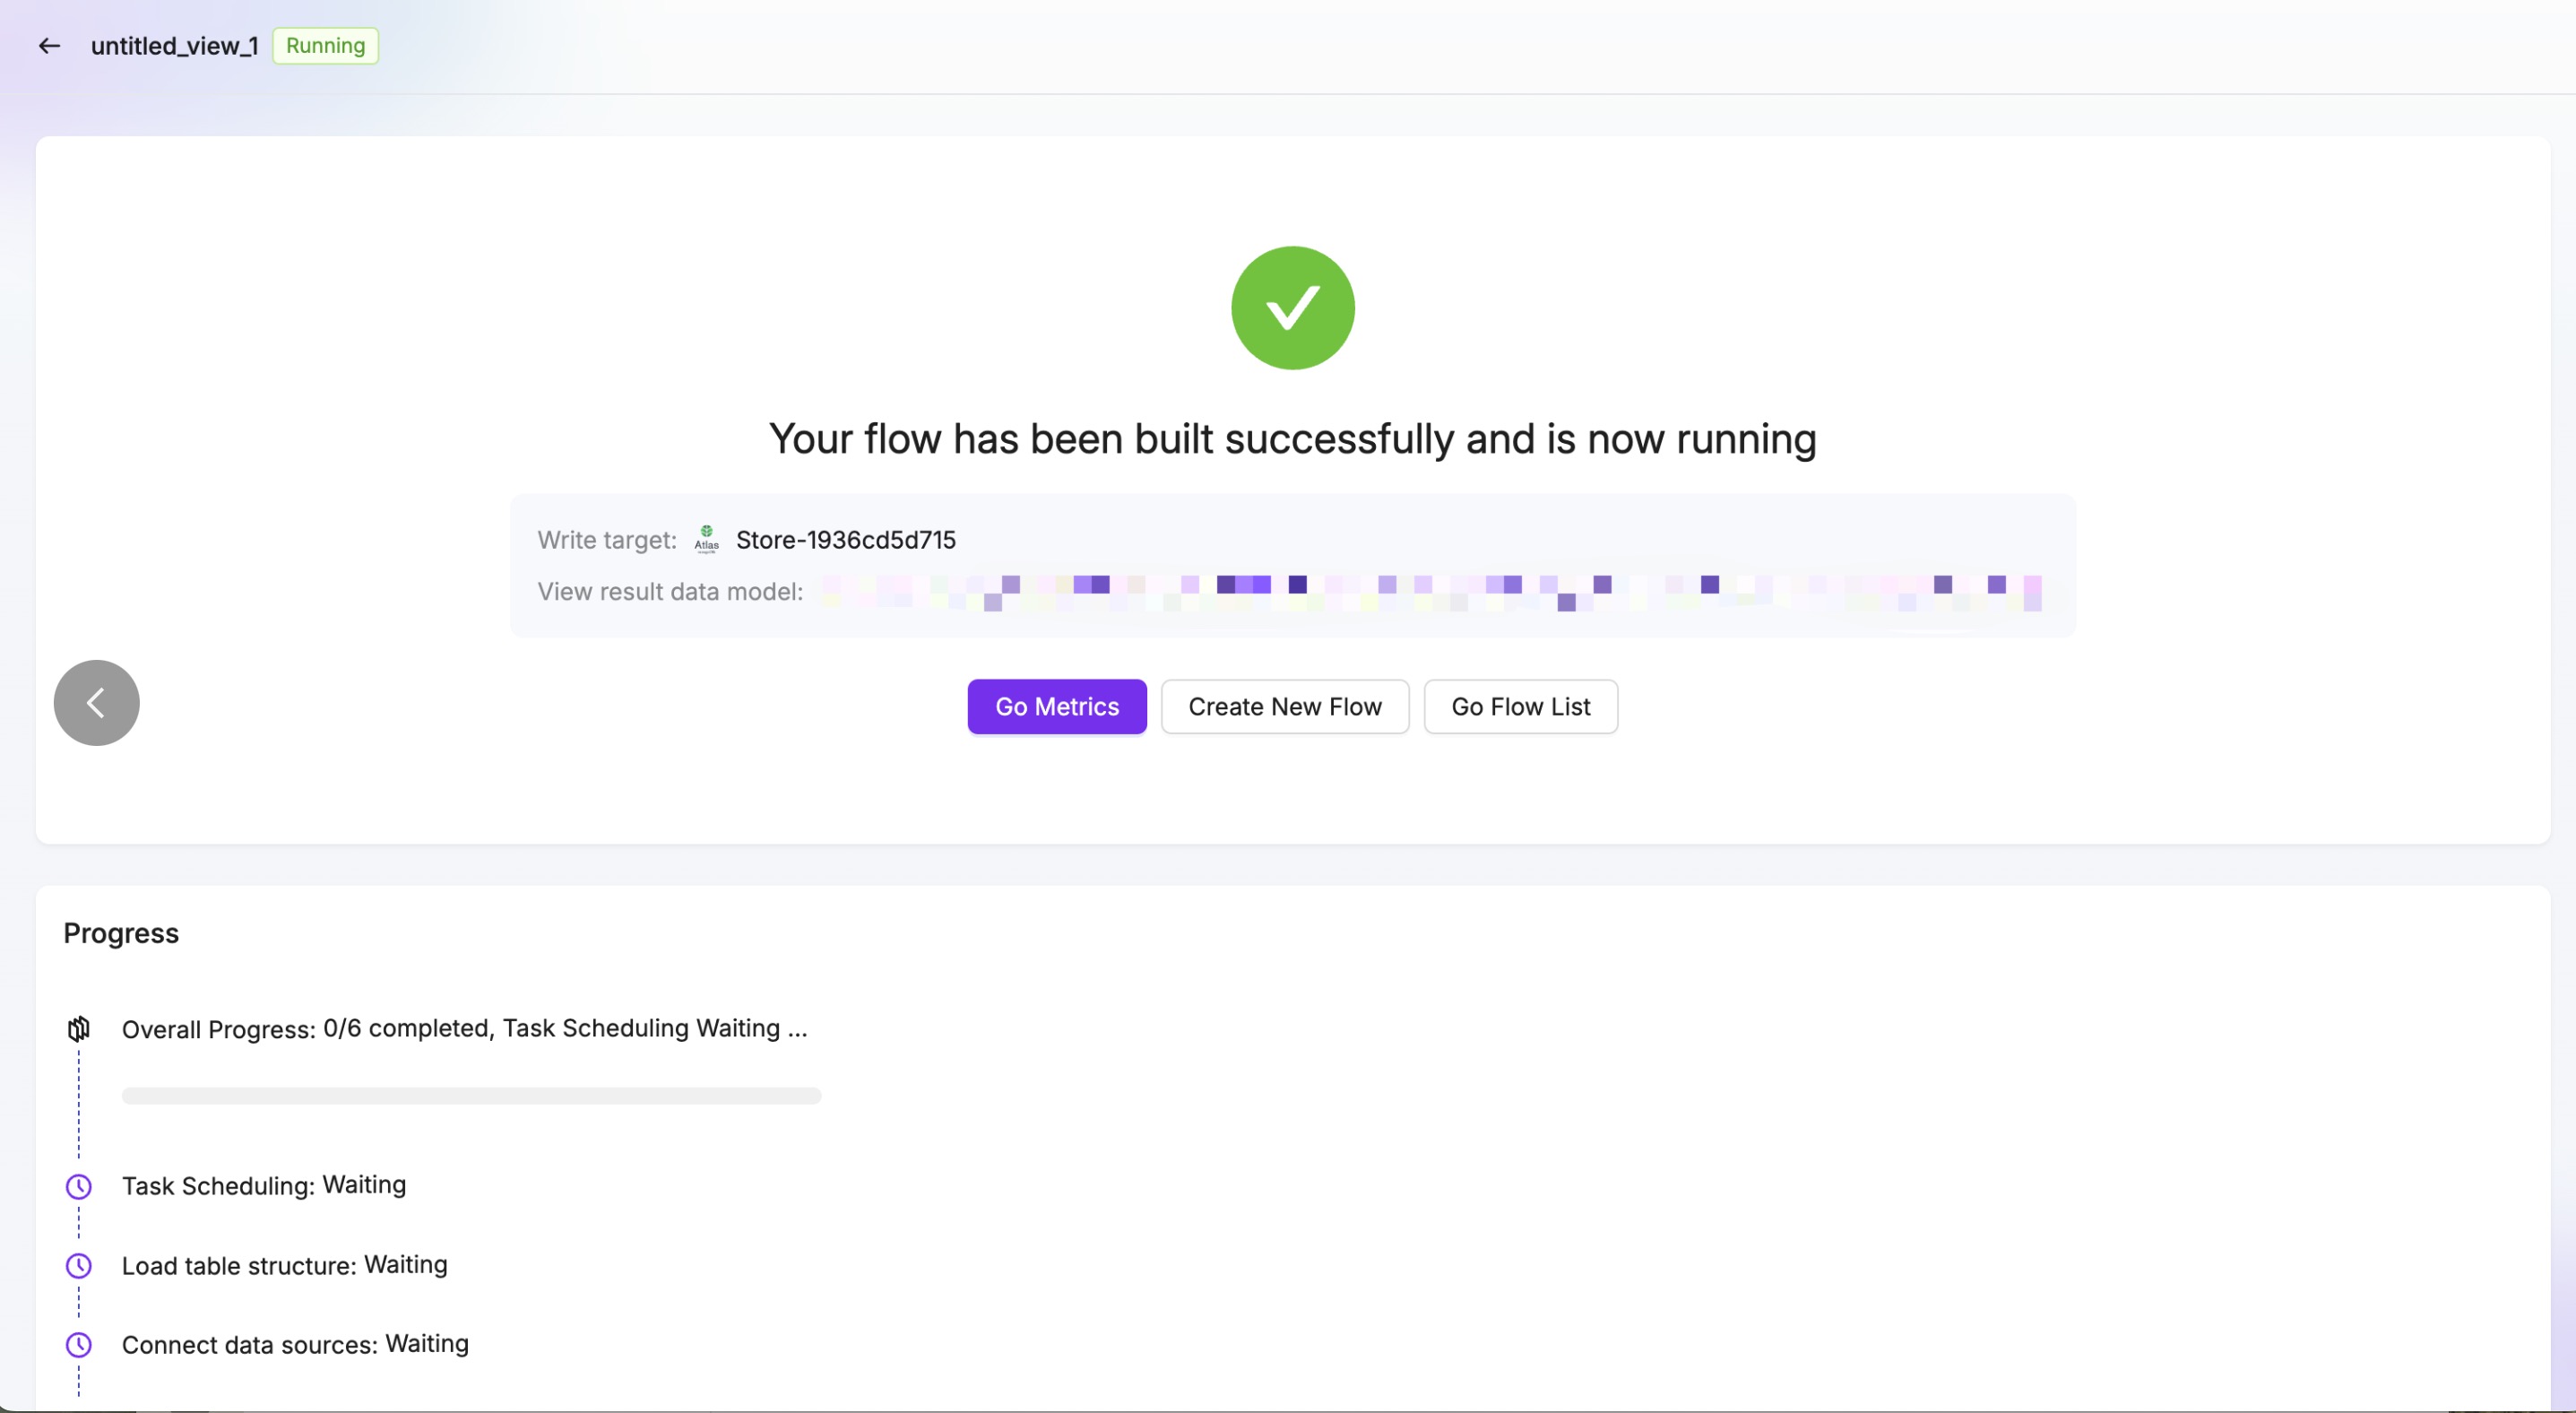 untitled_view_1 Running
Your flow has been built successfully and is now running
Write target: Atlas Store-1936cd5d715
View result data model:
Go Metrics Create New Flow Go Flow List
Progress
Overall Progress: 0/6 completed, Task Scheduling Waiting ...
Task Scheduling: Waiting
Load table structure: Waiting
Connect data sources: Waiting